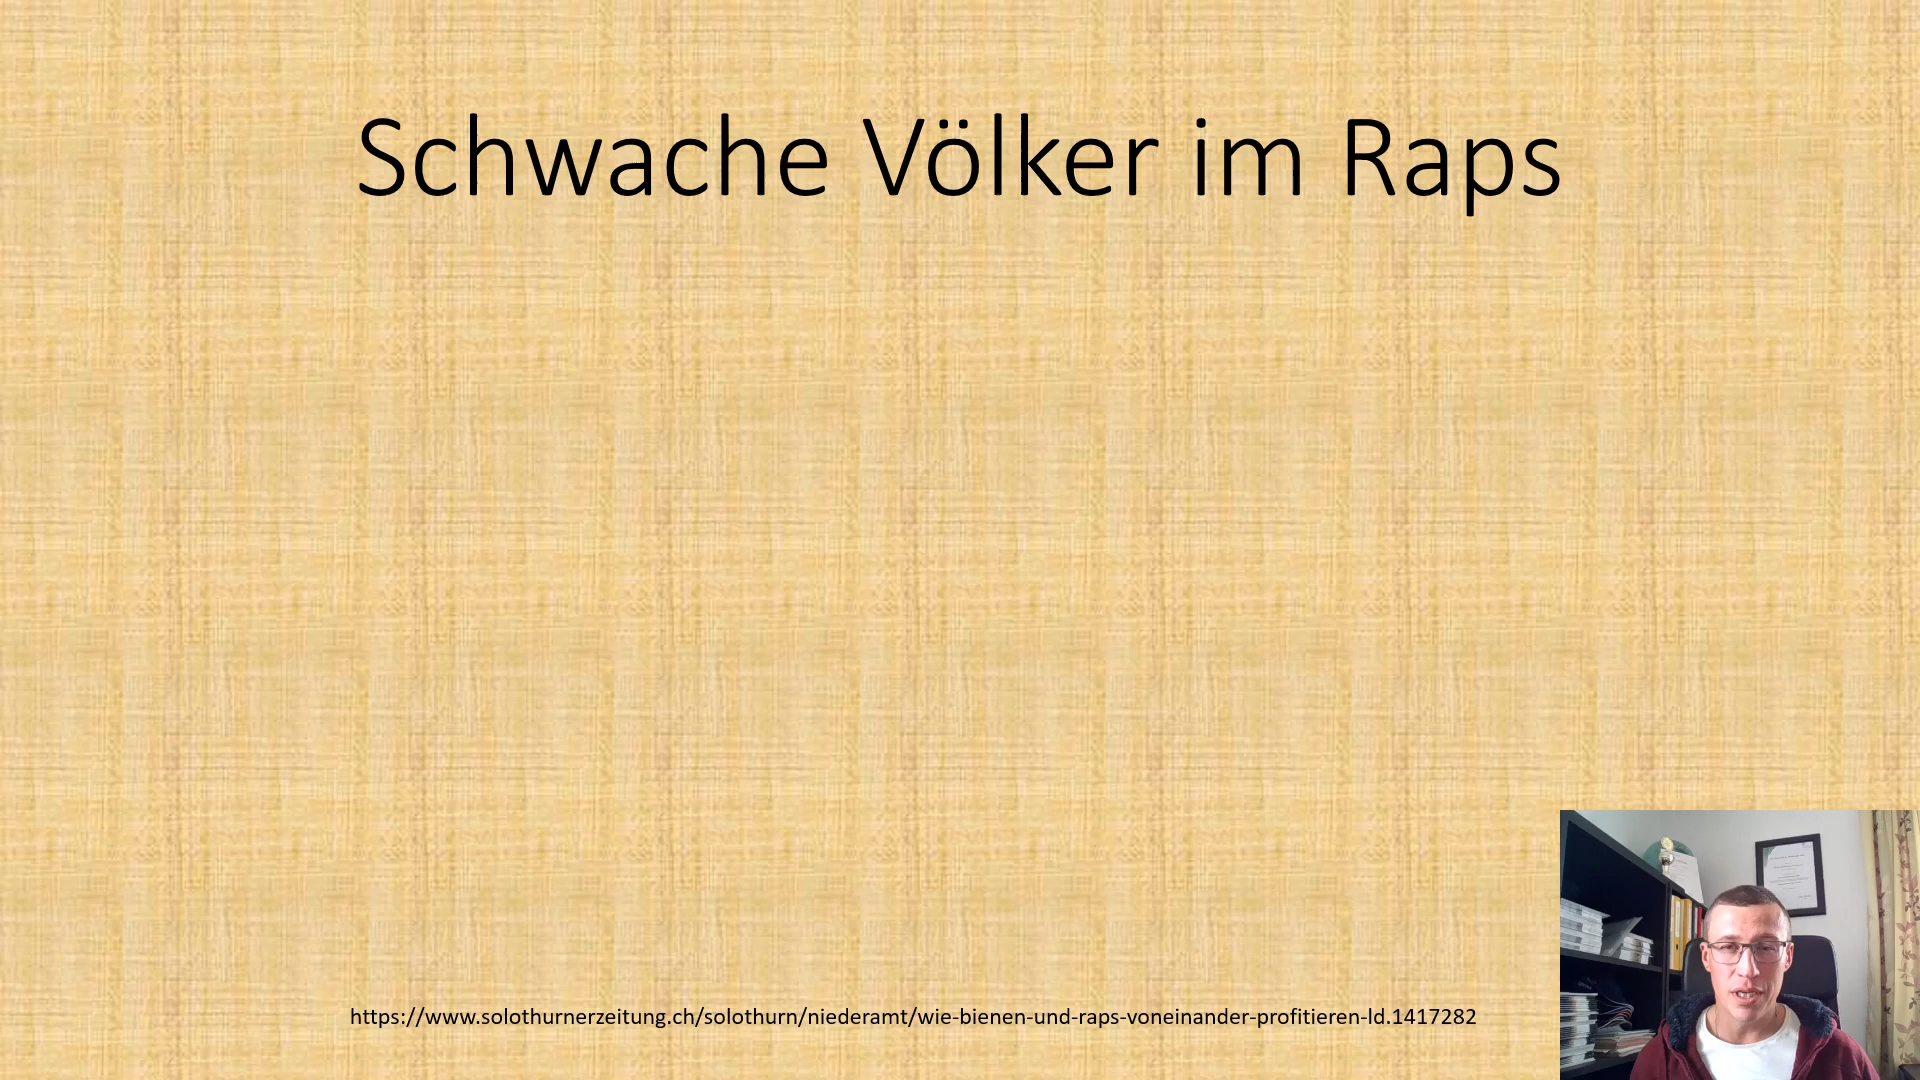 Schwache Völker im Raps
https://www.solothurnerzeitung.ch/solothurn/niederamt/wie-bienen-und-raps-voneinander-profitieren-ld.1417282